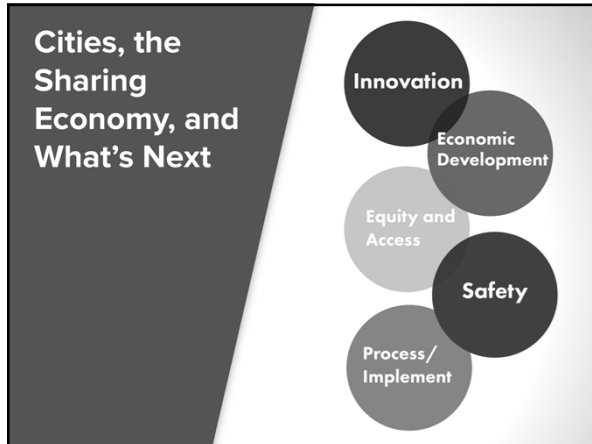 Cities, the
Sharing
Economy, and
What's Next
Innovation
Economic
Development
Equity and
Access
Safety
Process/
Implement